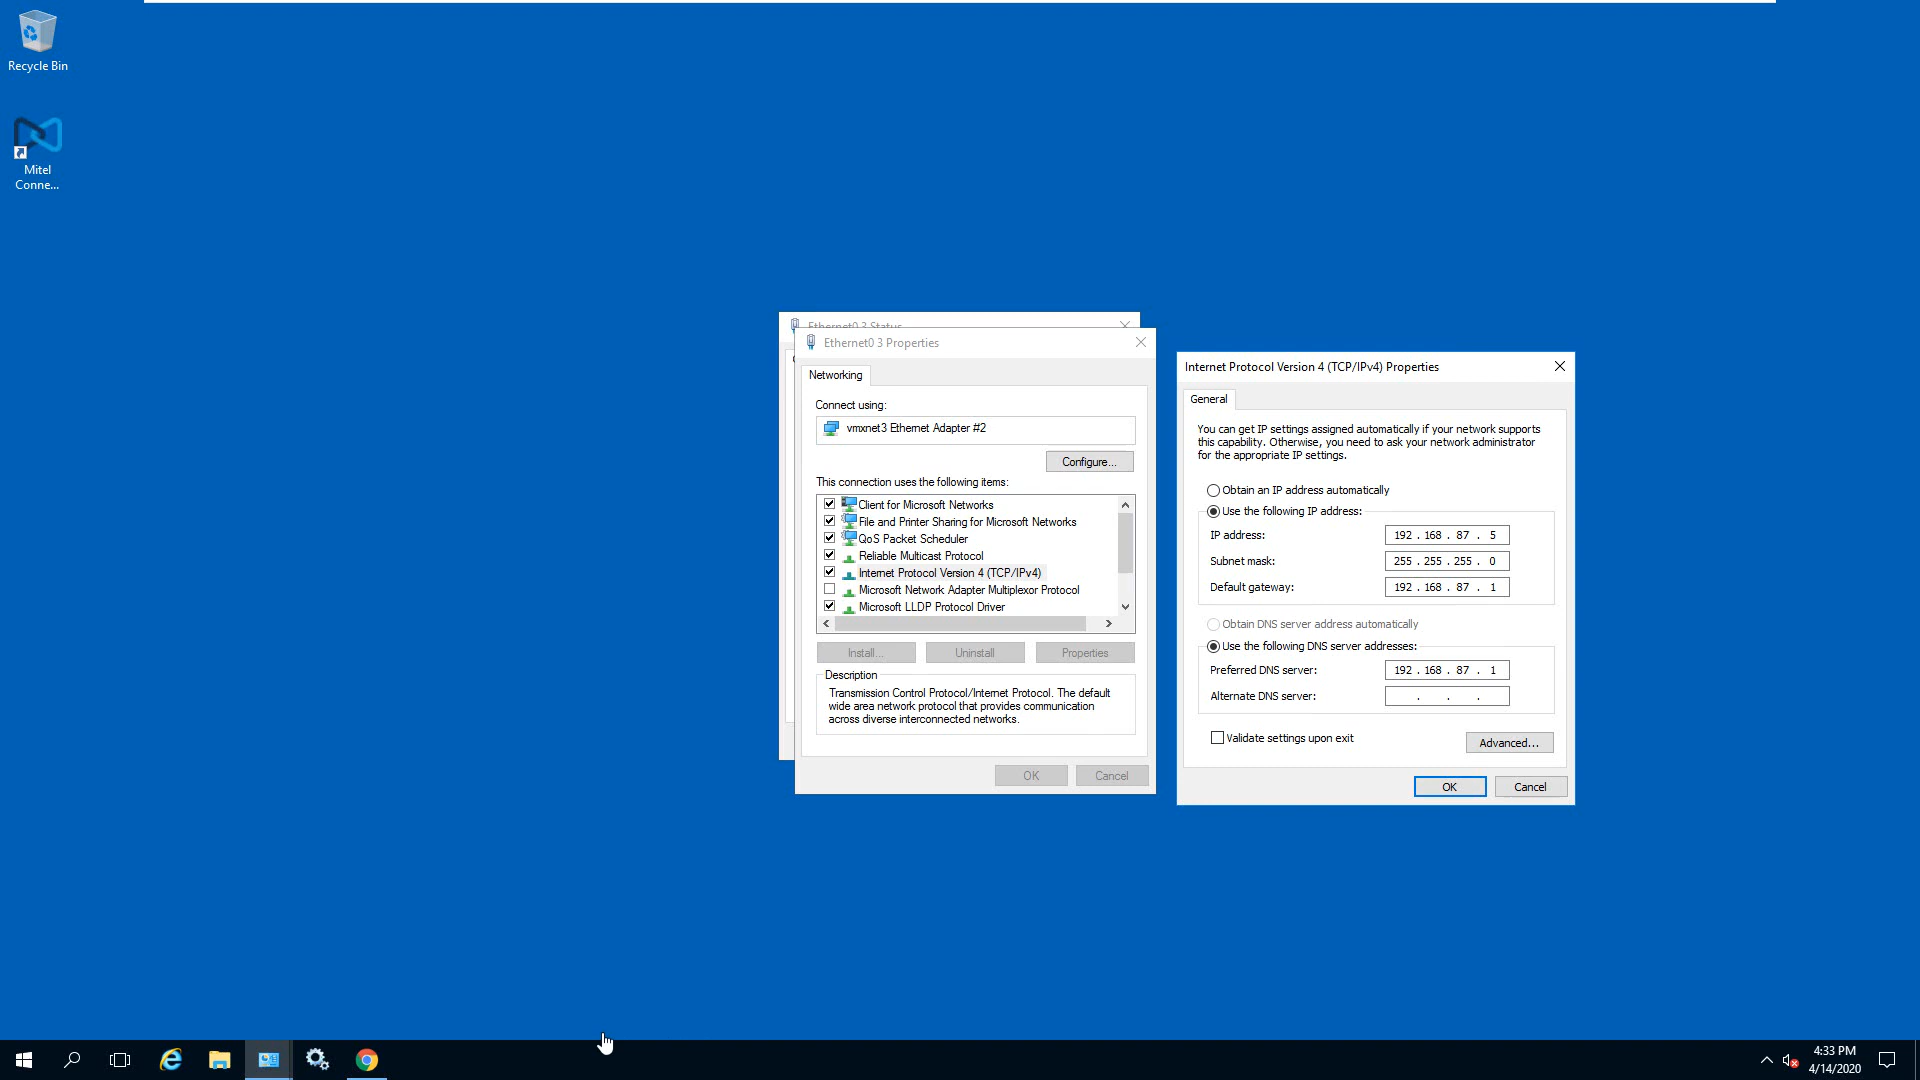 Recycle Bin
Mitel
Conne...
Ethernet0 3 Status
Ethernet0 3 Properties
Networking
Connect using:
vmxnet3 Ethernet Adapter #2
Configure...
This connection uses the following items:
Client for Microsoft Networks
File and Printer Sharing for Microsoft Networks
QoS Packet Scheduler
Reliable Multicast Protocol
Internet Protocol Version 4 (TCP/IPv4)
Microsoft Network Adapter Multiplexor Protocol
Microsoft LLDP Protocol Driver
Install...
Uninstall
Properties
Description
Transmission Control Protocol/Internet Protocol. The default
wide area network protocol that provides communication
across diverse interconnected networks.
OK
Cancel
Internet Protocol Version 4 (TCP/IPv4) Properties
General
You can get IP settings assigned automatically if your network supports
this capability. Otherwise, you need to ask your network administrator
for the appropriate IP settings.
Obtain an IP address automatically
Use the following IP address:
IP address: 192 . 168 . 87 . 5
Subnet mask: 255 . 255 . 255 . 0
Default gateway: 192 . 168 . 87 . 1
Obtain DNS server address automatically
Use the following DNS server addresses:
Preferred DNS server: 192 . 168 . 87 . 1
Alternate DNS server: . . .
Validate settings upon exit
Advanced...
OK
Cancel
4:33 PM
4/14/2020